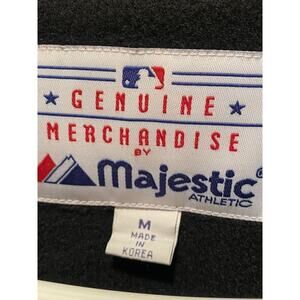 ★ GENUINE ★
MERCHANDISE
BY
Majestic®
ATHLETIC
M
MADE
IN
KOREA